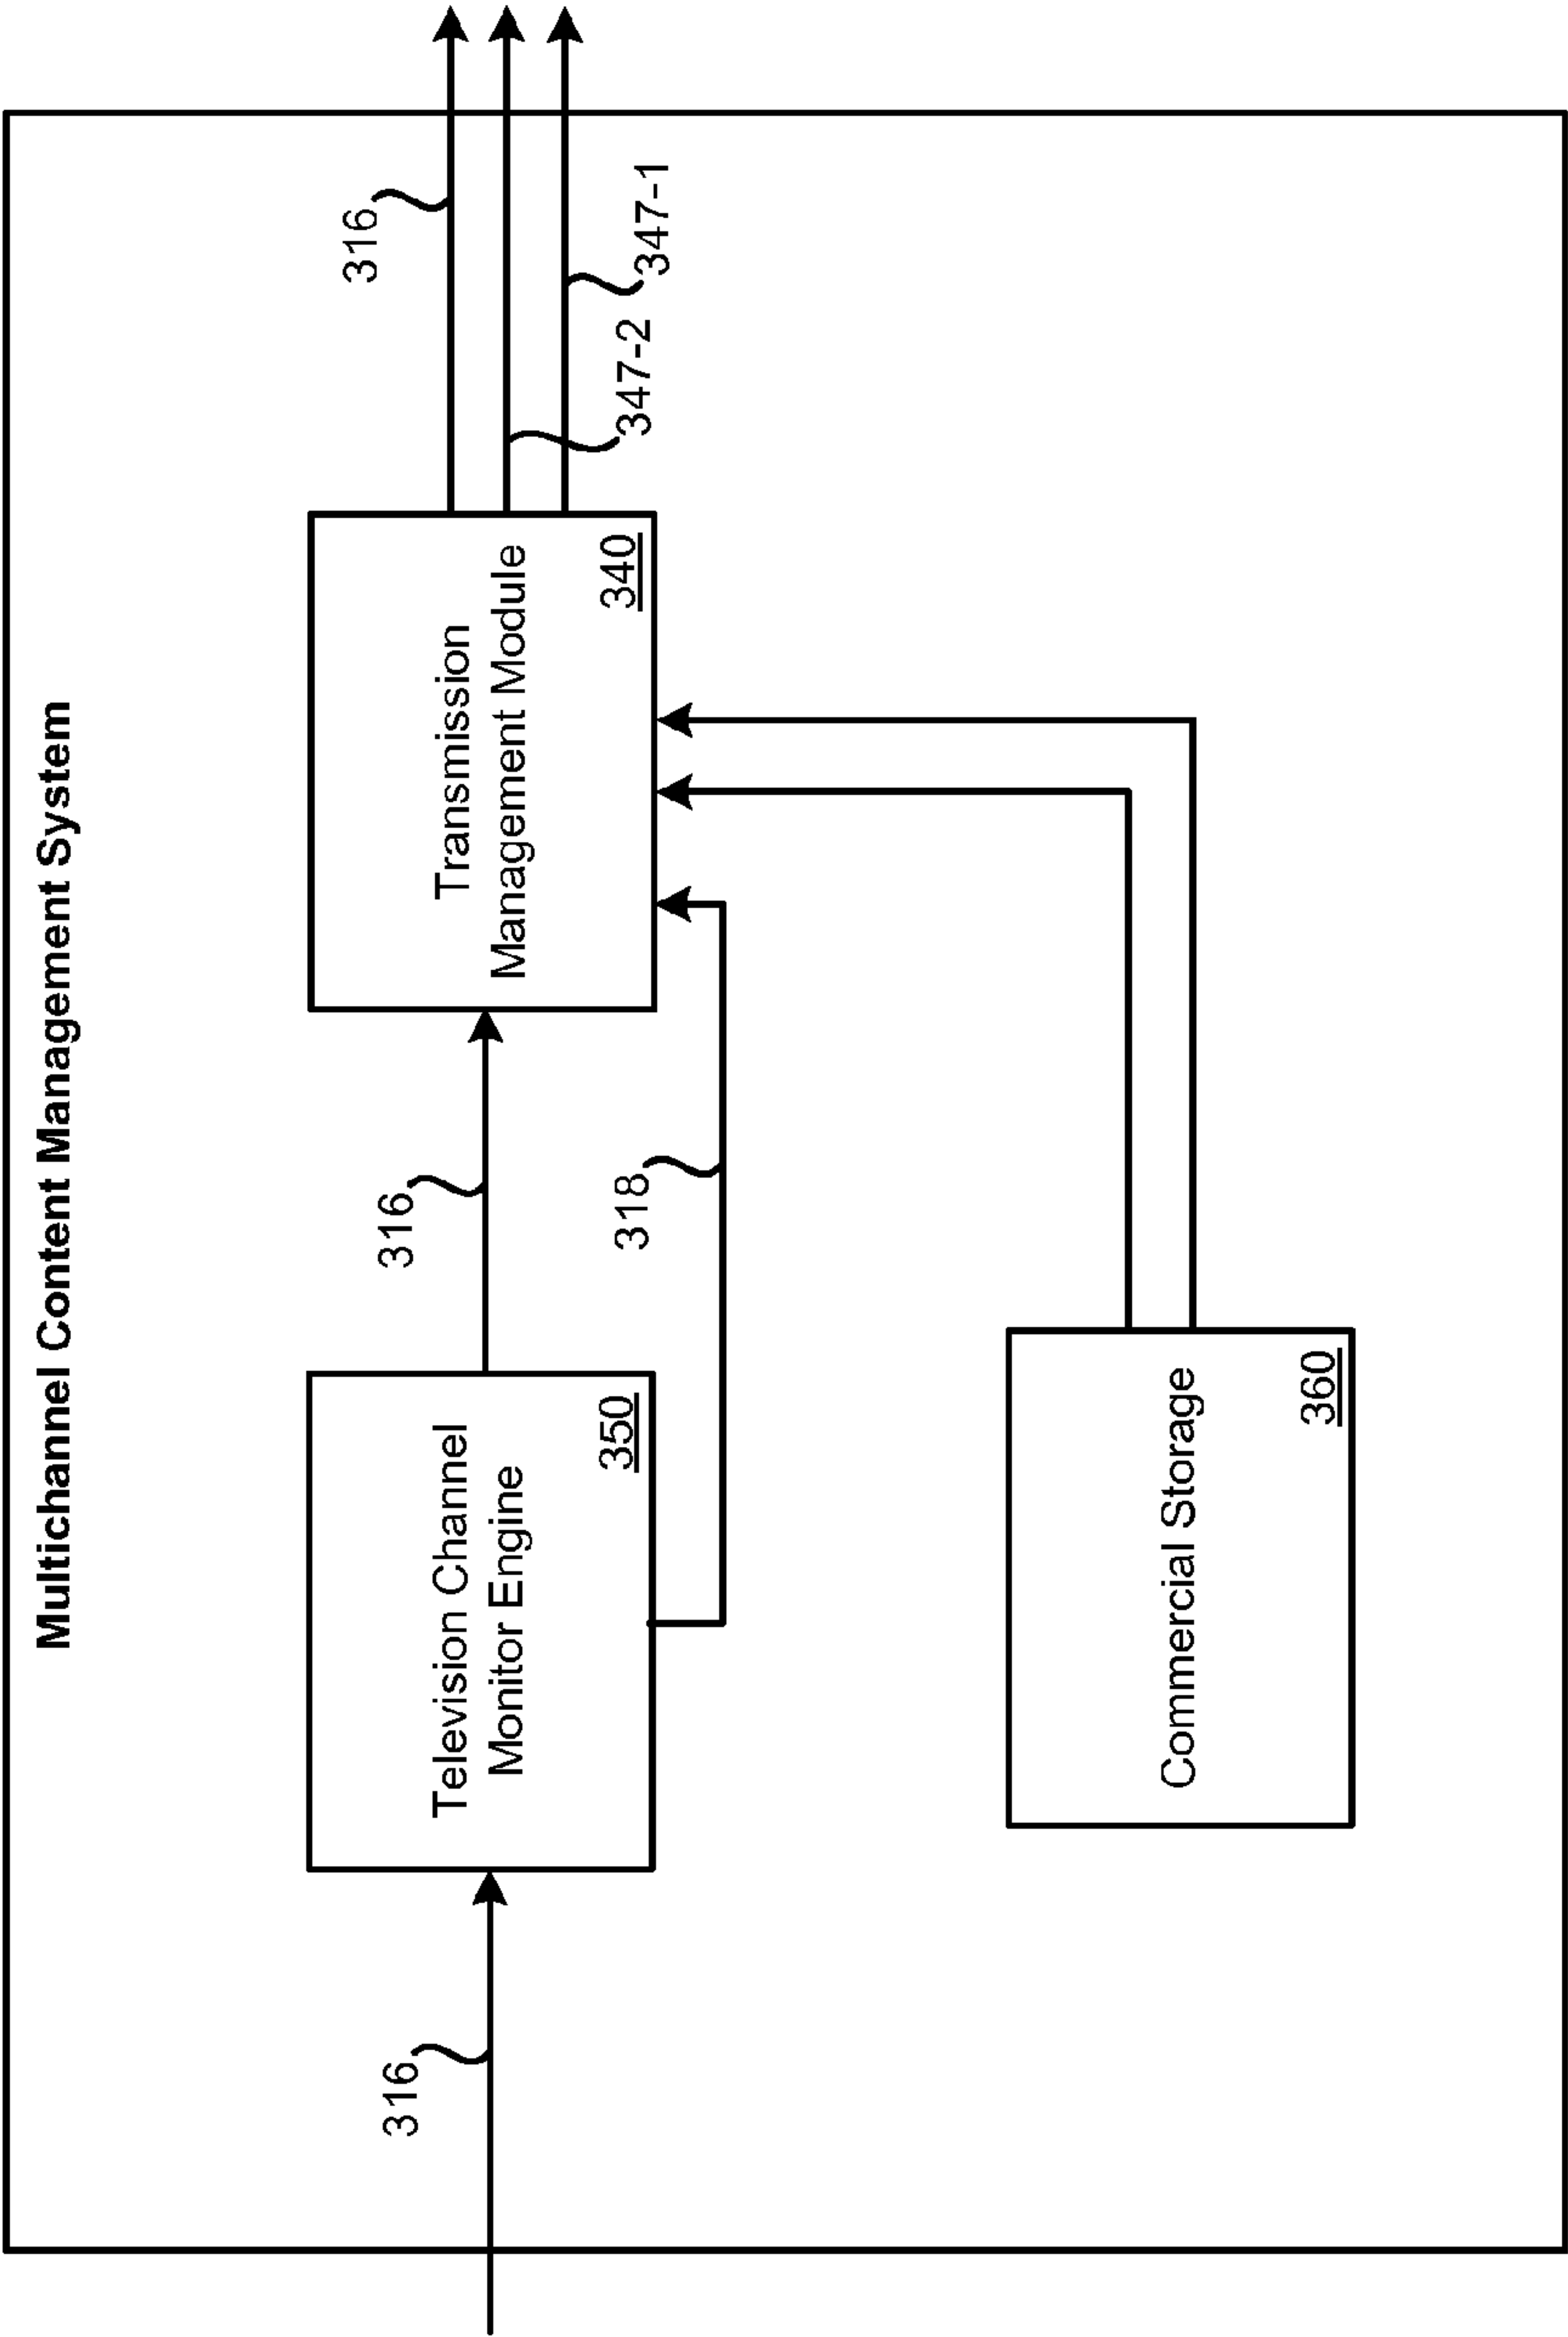 Multichannel Content Management System
316
Television Channel
Monitor Engine
350
316
318
Transmission
Management Module
340
316
347-2
347-1
Commercial Storage
360